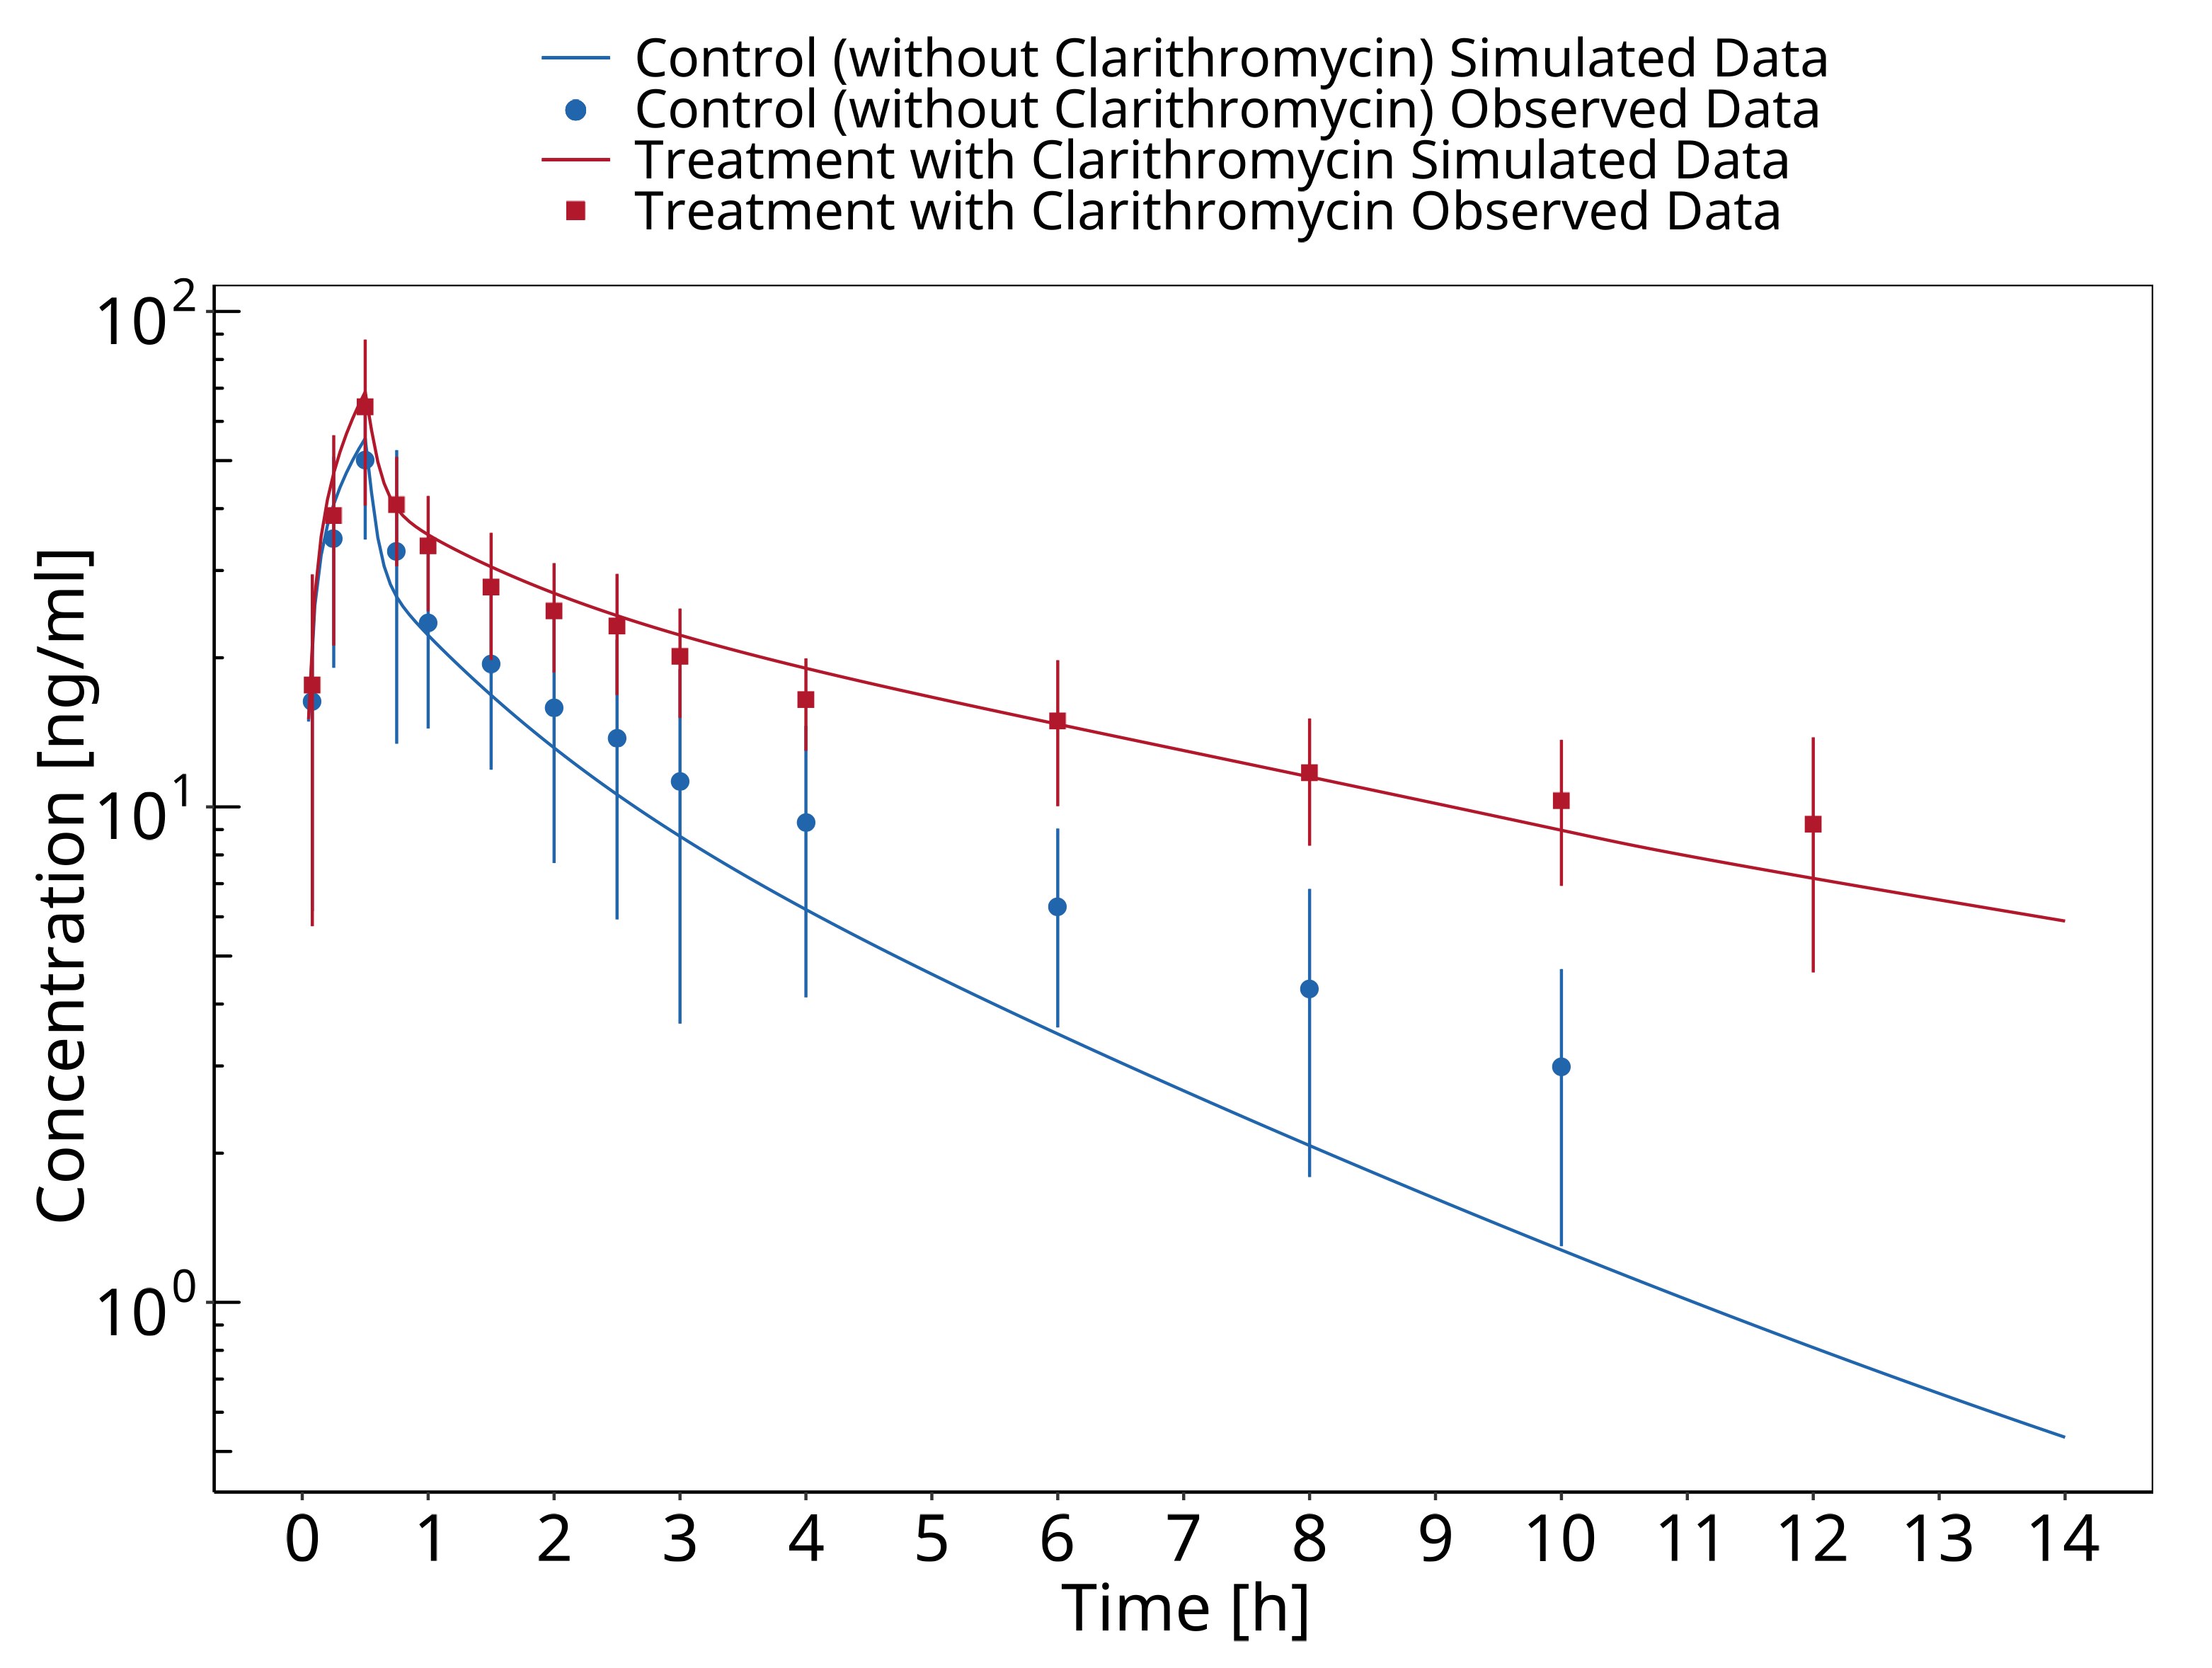 Control (without Clarithromycin) Simulated Data
Control (without Clarithromycin) Observed Data
Treatment with Clarithromycin Simulated Data
Treatment with Clarithromycin Observed Data
10²
10¹
10⁰
Concentration [ng/ml]
0 1 2 3 4 5 6 7 8 9 10 11 12 13 14
Time [h]